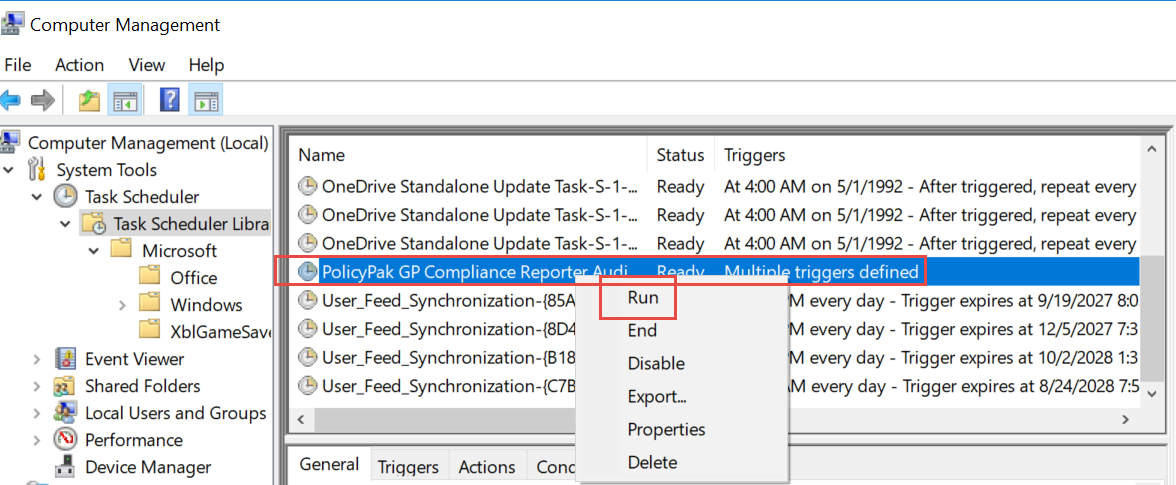 Computer Management
File Action View Help
Computer Management (Local)
System Tools
Task Scheduler
Task Scheduler Libra
Microsoft
Office
Windows
XblGameSave
Event Viewer
Shared Folders
Local Users and Groups
Performance
Device Manager
Name Status Triggers
OneDrive Standalone Update Task-S-1-... Ready At 4:00 AM on 5/1/1992 - After triggered, repeat every
OneDrive Standalone Update Task-S-1-... Ready At 4:00 AM on 5/1/1992 - After triggered, repeat every
OneDrive Standalone Update Task-S-1-... Ready At 4:00 AM on 5/1/1992 - After triggered, repeat every
PolicyPak GP Compliance Reporter Audi... Ready Multiple triggers defined
User_Feed_Synchronization-{85A M every day - Trigger expires at 9/19/2027 8:0
User_Feed_Synchronization-{8D4 M every day - Trigger expires at 12/5/2027 7:3
User_Feed_Synchronization-{B18 M every day - Trigger expires at 10/2/2028 1:3
User_Feed_Synchronization-{C7B M every day - Trigger expires at 8/24/2028 7:5
Run
End
Disable
Export...
Properties
Delete
General Triggers Actions Cond